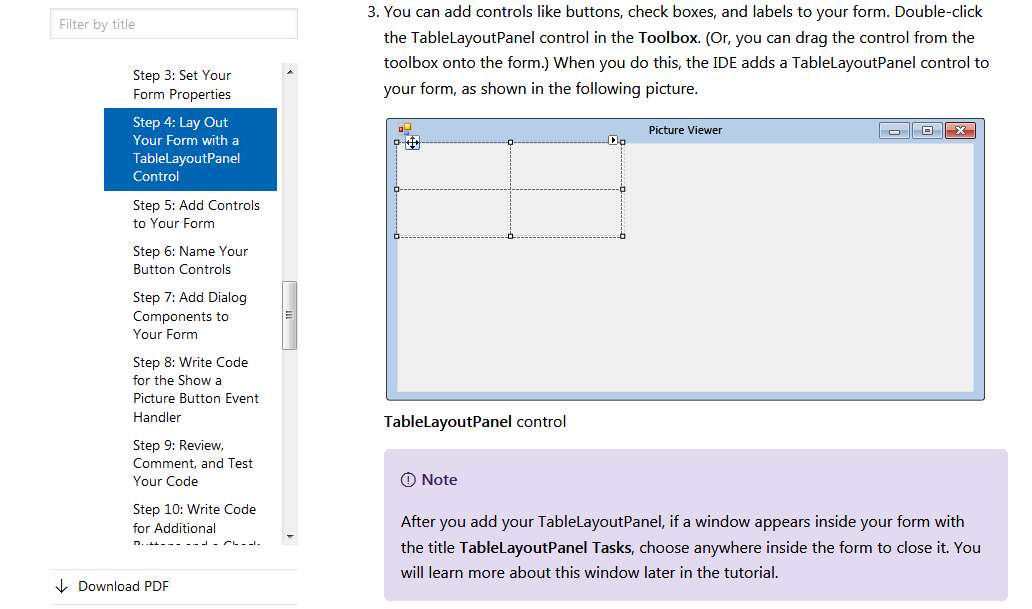 Filter by title
Step 3: Set Your
Form Properties
Step 4: Lay Out
Your Form with a
TableLayoutPanel
Control
Step 5: Add Controls
to Your Form
Step 6: Name Your
Button Controls
Step 7: Add Dialog
Components to
Your Form
Step 8: Write Code
for the Show a
Picture Button Event
Handler
Step 9: Review,
Comment, and Test
Your Code
Step 10: Write Code
for Additional
Buttons and a Check
Download PDF
3. You can add controls like buttons, check boxes, and labels to your form. Double-click
the TableLayoutPanel control in the Toolbox. (Or, you can drag the control from the
toolbox onto the form.) When you do this, the IDE adds a TableLayoutPanel control to
your form, as shown in the following picture.
Picture Viewer
TableLayoutPanel control
Note
After you add your TableLayoutPanel, if a window appears inside your form with
the title TableLayoutPanel Tasks, choose anywhere inside the form to close it. You
will learn more about this window later in the tutorial.